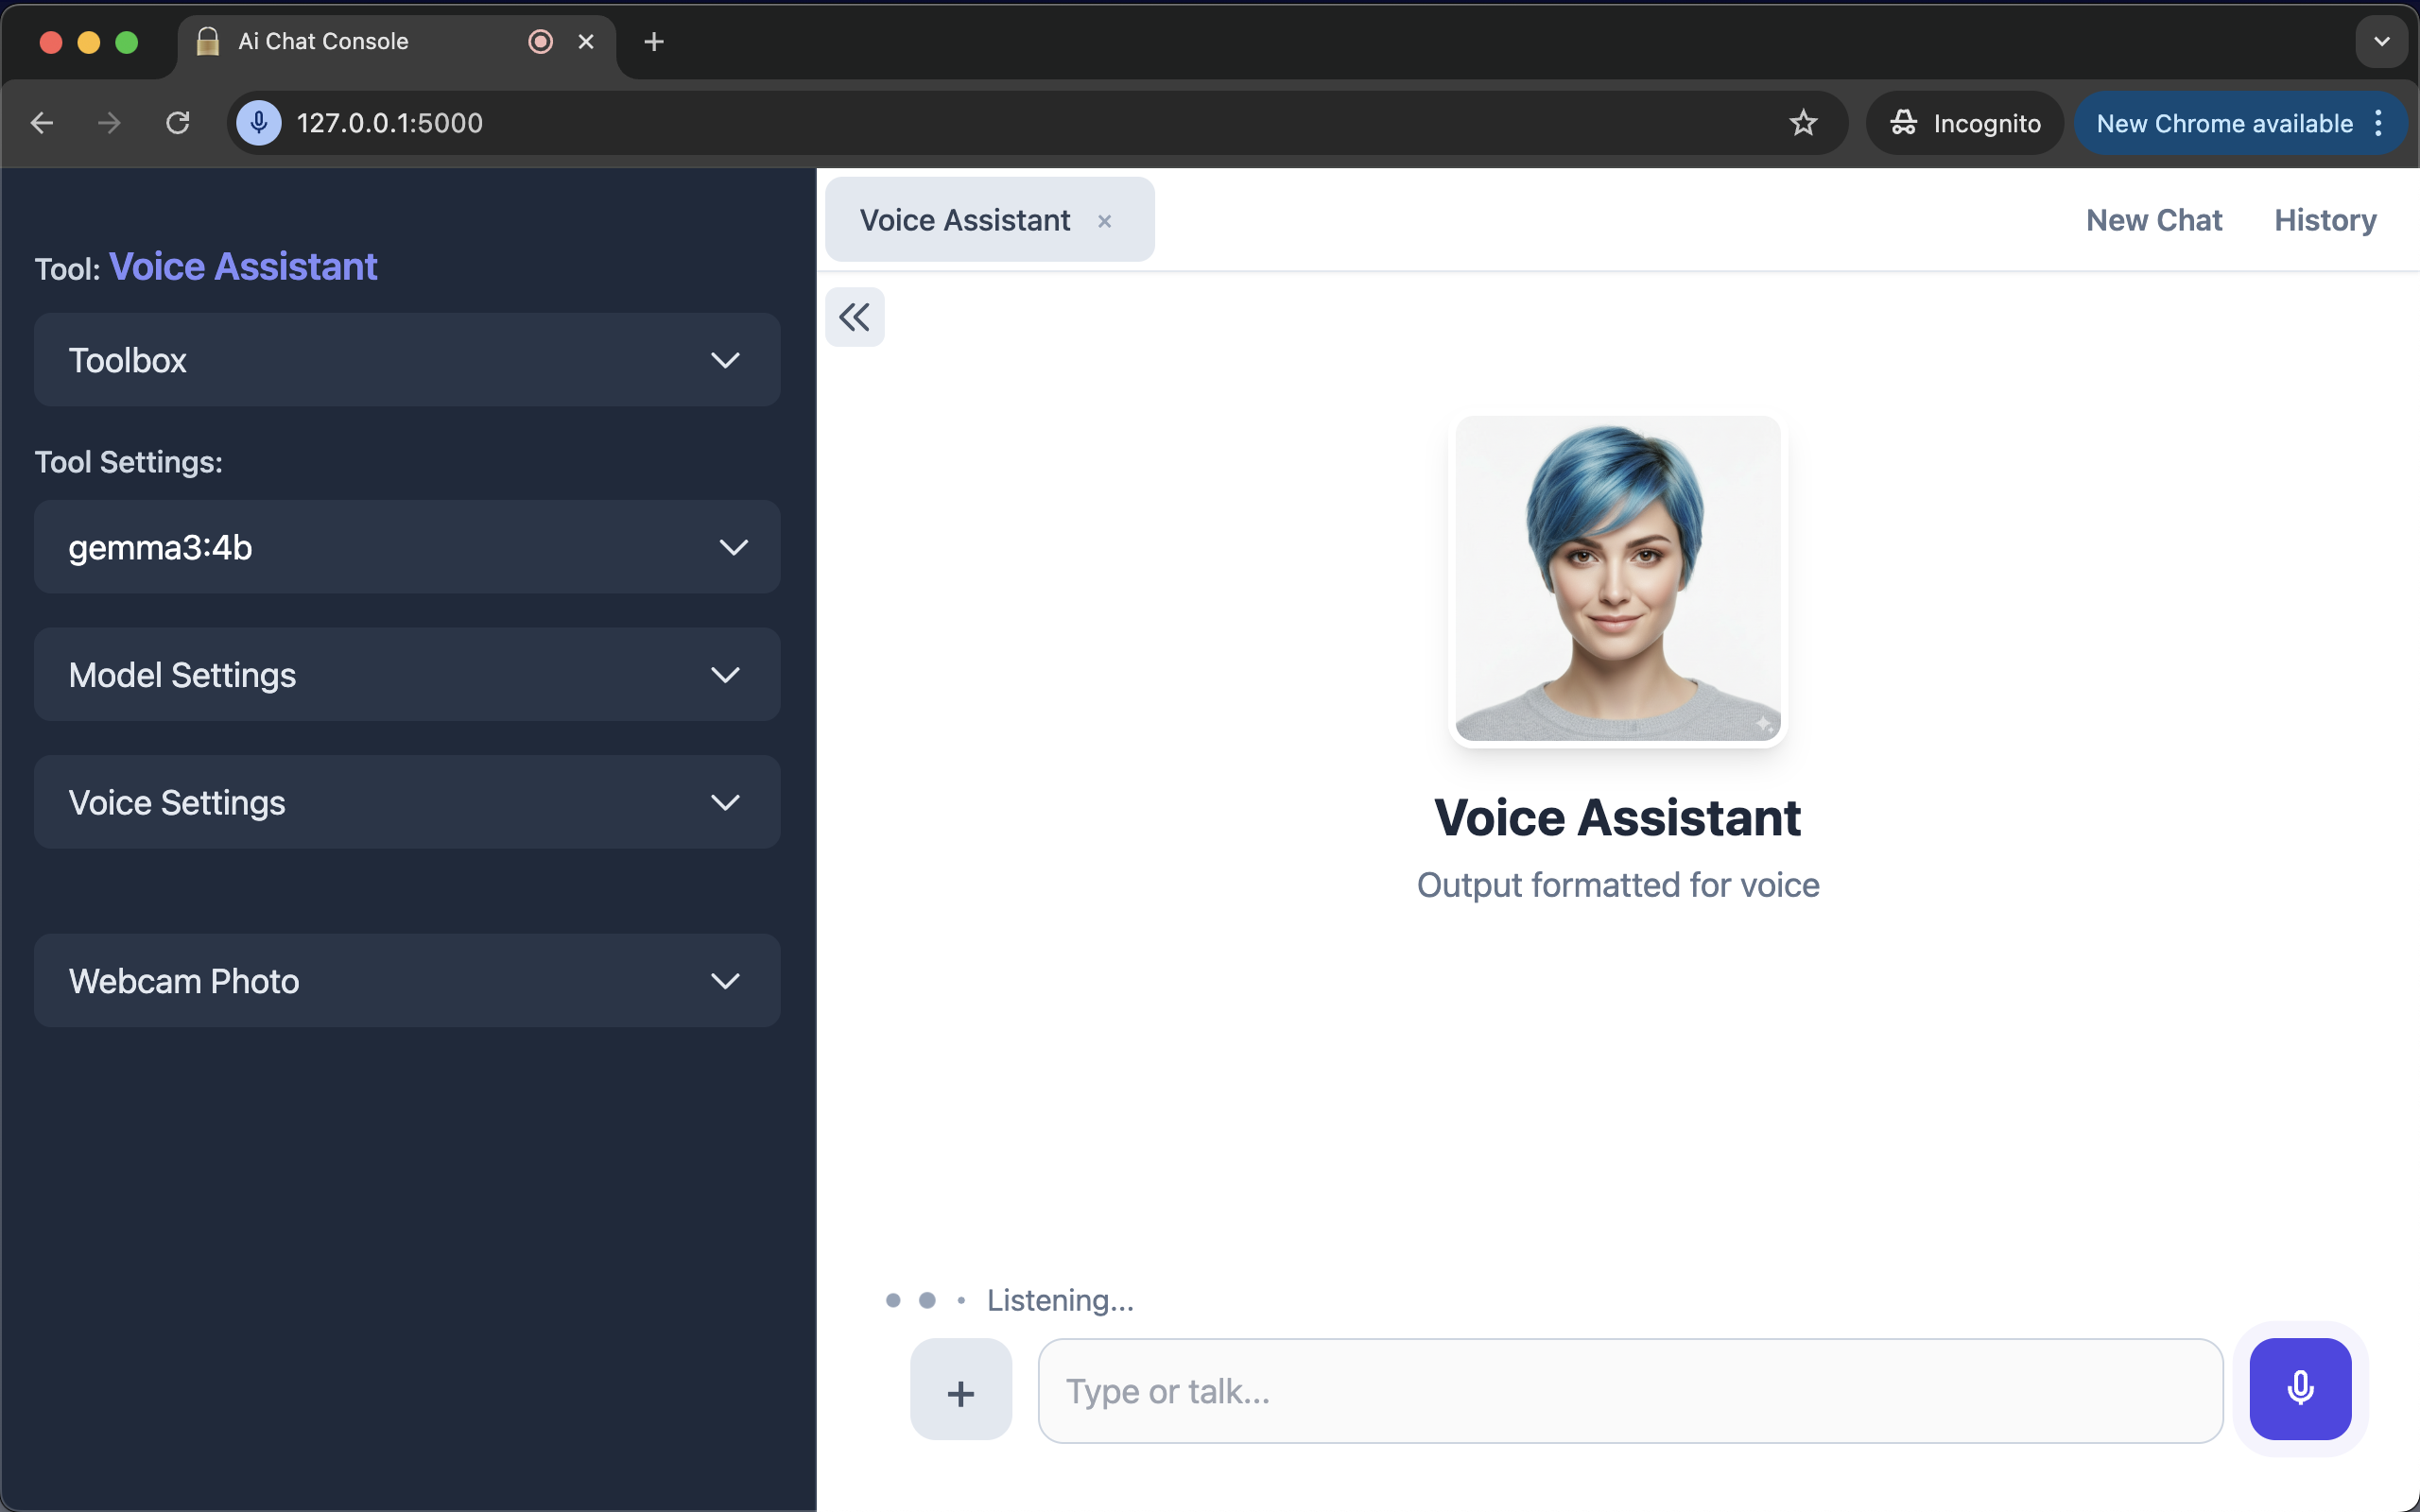 Ai Chat Console
127.0.0.1:5000
Incognito
New Chrome available
Tool: Voice Assistant
Toolbox
Tool Settings:
gemma3:4b
Model Settings
Voice Settings
Webcam Photo
Voice Assistant
New Chat
History
Voice Assistant
Output formatted for voice
Listening...
Type or talk...